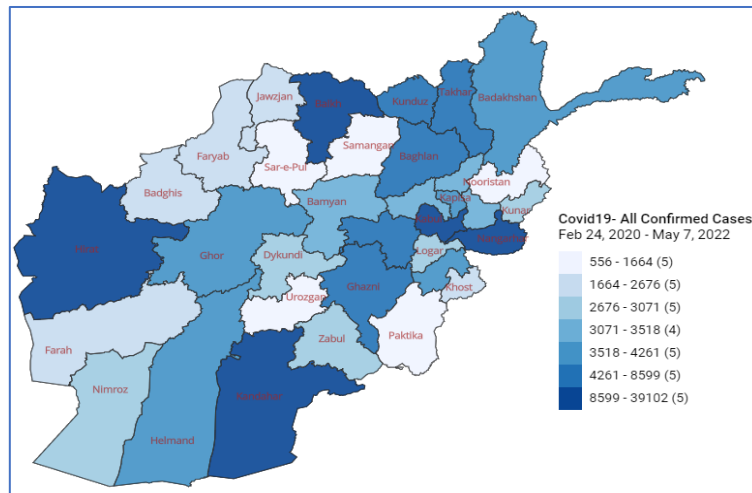 Jawzjan
Balkh
Kunduz
Takhar
Badakhshan
Faryab
Sar-e-Pul
Samangan
Baghlan
Badghis
Nooristan
Bamyan
Kapisa
Kunar
Herat
Ghor
Kabul
Nangarhar
Dykundi
Logar
Urozgan
Ghazni
Khost
Farah
Zabul
Paktika
Nimroz
Kandahar
Helmand
Covid19- All Confirmed Cases
Feb 24, 2020 - May 7, 2022
556 - 1664 (5)
1664 - 2676 (5)
2676 - 3071 (5)
3071 - 3518 (4)
3518 - 4261 (5)
4261 - 8599 (5)
8599 - 39102 (5)